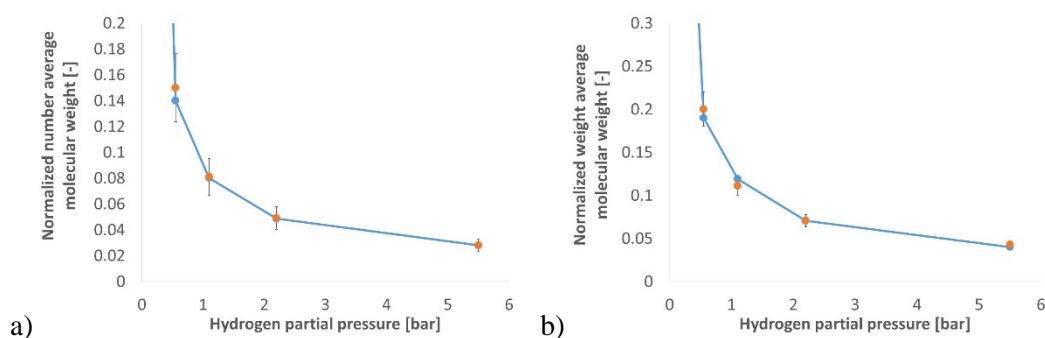 Normalized number average
molecular weight [-]
0.2
0.18
0.16
0.14
0.12
0.1
0.08
0.06
0.04
0.02
0
0 1 2 3 4 5 6
Hydrogen partial pressure [bar]
a)
Normalized weight average
molecular weight [-]
0.3
0.25
0.2
0.15
0.1
0.05
0
0 1 2 3 4 5 6
Hydrogen partial pressure [bar]
b)